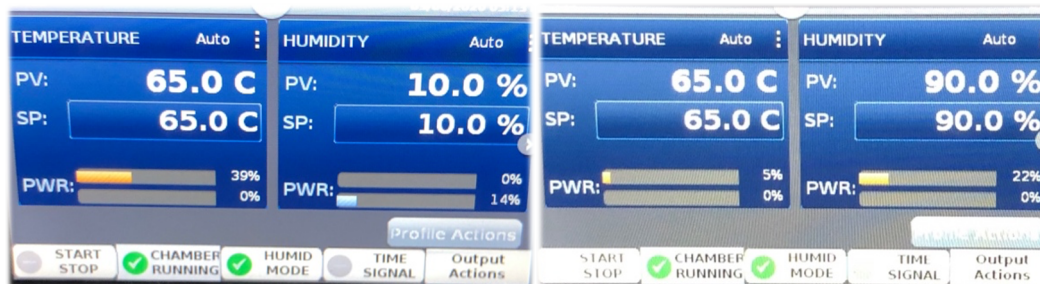 TEMPERATURE Auto
PV: 65.0 C
SP: 65.0 C
PWR: 39%
0%
HUMIDITY Auto
PV: 10.0 %
SP: 10.0 %
PWR: 0%
14%
Profile Actions
START STOP
CHAMBER RUNNING
HUMID MODE
TIME SIGNAL
Output Actions
TEMPERATURE Auto
PV: 65.0 C
SP: 65.0 C
PWR: 5%
0%
HUMIDITY Auto
PV: 90.0 %
SP: 90.0 %
PWR: 22%
0%
Profile Actions
START STOP
CHAMBER RUNNING
HUMID MODE
TIME SIGNAL
Output Actions